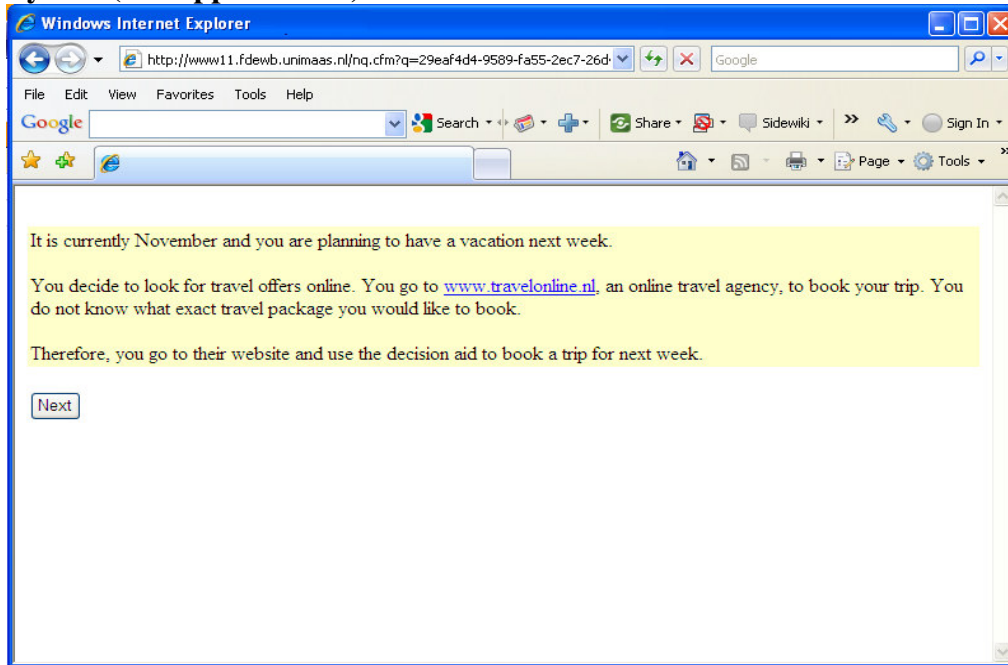 Windows Internet Explorer
http://www11.fdewb.unimaas.nl/nq.cfm?q=29eaf4d4-9589-fa55-2ec7-26d
Google
File Edit View Favorites Tools Help
Google Search Share Sidewiki » Sign In
Page Tools »
It is currently November and you are planning to have a vacation next week.
You decide to look for travel offers online. You go to www.travelonline.nl, an online travel agency, to book your trip. You
do not know what exact travel package you would like to book.
Therefore, you go to their website and use the decision aid to book a trip for next week.
Next